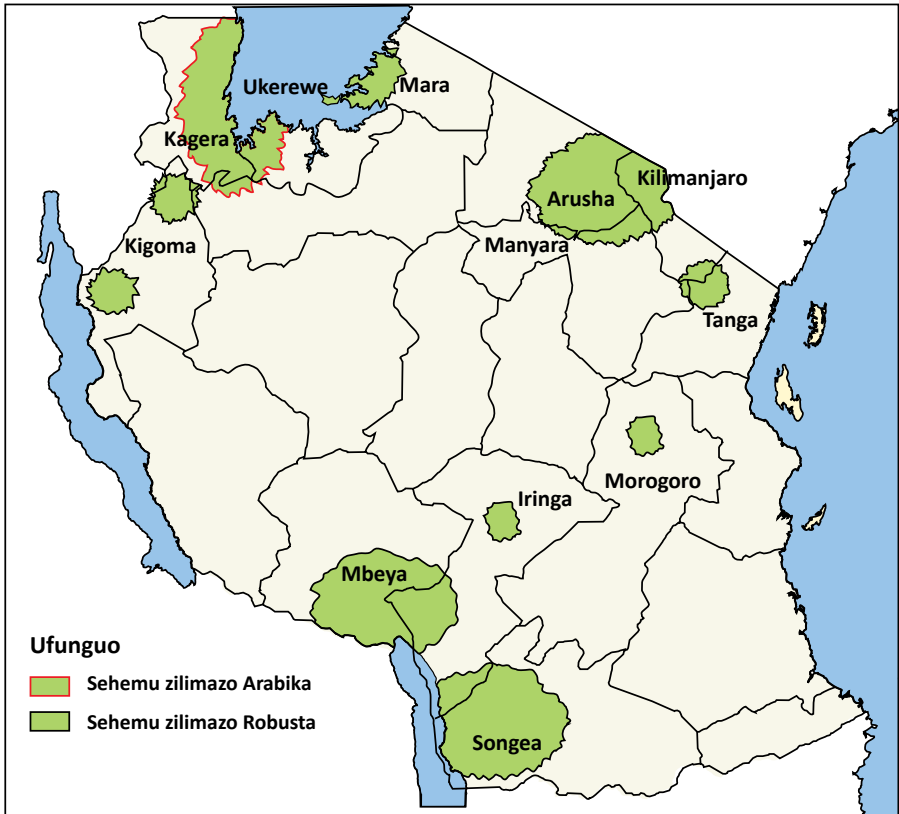 Ukerewe
Mara
Kagera
Kilimanjaro
Arusha
Kigoma
Manyara
Tanga
Morogoro
Iringa
Mbeya
Songea
Ufunguo
Sehemu zilimazo Arabika
Sehemu zilimazo Robusta